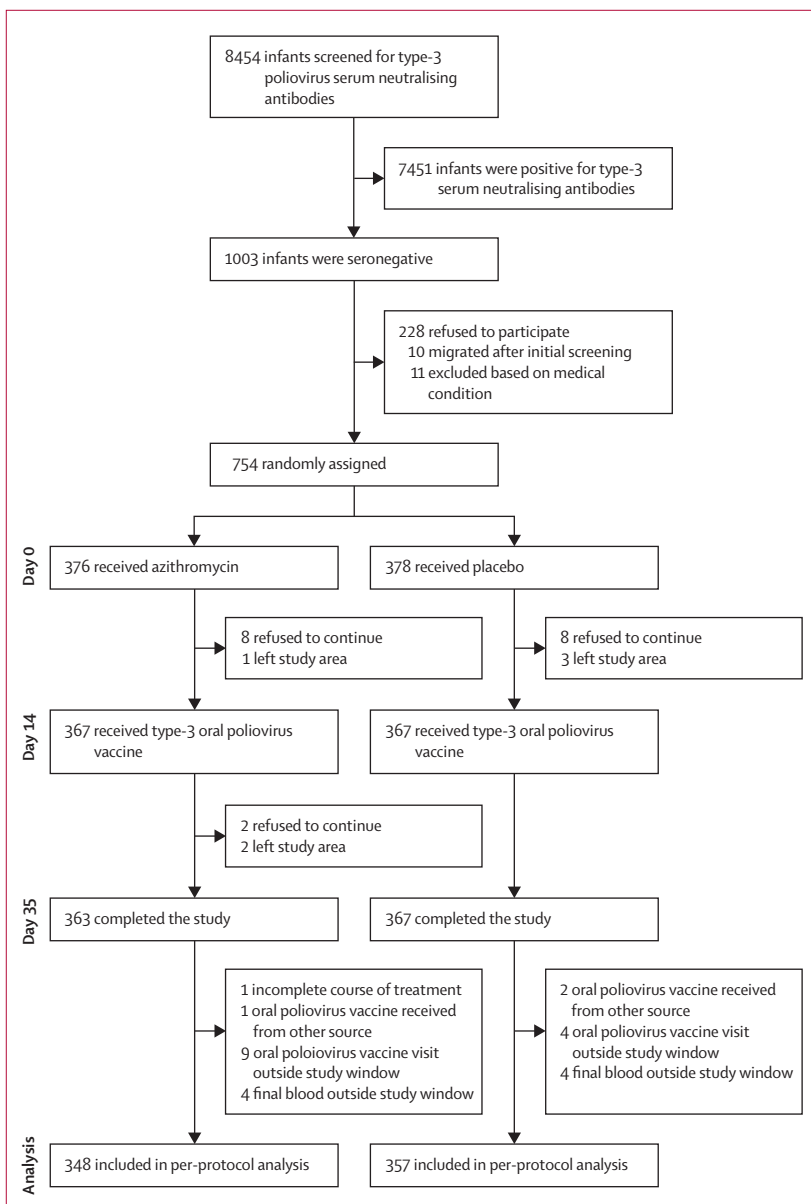 8454 infants screened for type-3
poliovirus serum neutralising
antibodies
7451 infants were positive for type-3
serum neutralising antibodies
1003 infants were seronegative
228 refused to participate
10 migrated after initial screening
11 excluded based on medical
condition
754 randomly assigned
Day 0
376 received azithromycin
378 received placebo
8 refused to continue
1 left study area
8 refused to continue
3 left study area
Day 14
367 received type-3 oral poliovirus
vaccine
367 received type-3 oral poliovirus
vaccine
2 refused to continue
2 left study area
Day 35
363 completed the study
367 completed the study
1 incomplete course of treatment
1 oral poliovirus vaccine received
from other source
9 oral poloiovirus vaccine visit
outside study window
4 final blood outside study window
2 oral poliovirus vaccine received
from other source
4 oral poliovirus vaccine visit
outside study window
4 final blood outside study window
Analysis
348 included in per-protocol analysis
357 included in per-protocol analysis